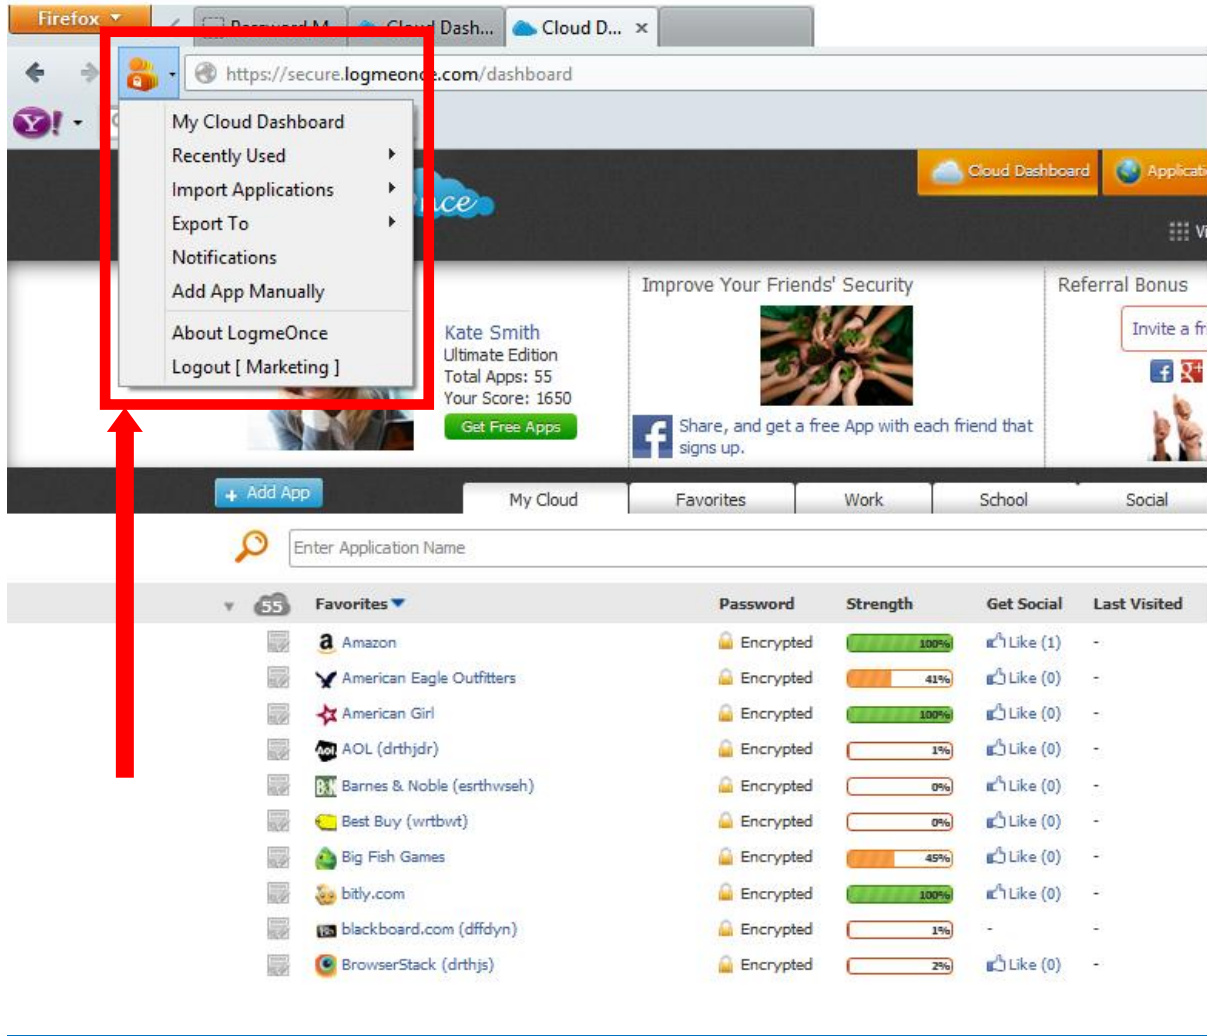 Firefox
Password M...
Cloud Dash...
Cloud D...
https://secure.logmeonce.com/dashboard
Y!
My Cloud Dashboard
Recently Used
Import Applications
Export To
Notifications
Add App Manually
About LogmeOnce
Logout [ Marketing ]
nce
Cloud Dashboard
Applicati
Vi
Kate Smith
Ultimate Edition
Total Apps: 55
Your Score: 1650
Get Free Apps
Improve Your Friends' Security
Share, and get a free App with each friend that
signs up.
Referral Bonus
Invite a fr
+ Add App
My Cloud Favorites Work School Social
Enter Application Name
55 Favorites Password Strength Get Social Last Visited
Amazon Encrypted 100% Like (1) -
American Eagle Outfitters Encrypted 41% Like (0) -
American Girl Encrypted 100% Like (0) -
AOL (drthjdr) Encrypted 1% Like (0) -
Barnes & Noble (esrthwseh) Encrypted 0% Like (0) -
Best Buy (wrtbwt) Encrypted 0% Like (0) -
Big Fish Games Encrypted 45% Like (0) -
bitly.com Encrypted 100% Like (0) -
blackboard.com (dffdyn) Encrypted 1% - -
BrowserStack (drthjs) Encrypted 2% Like (0) -